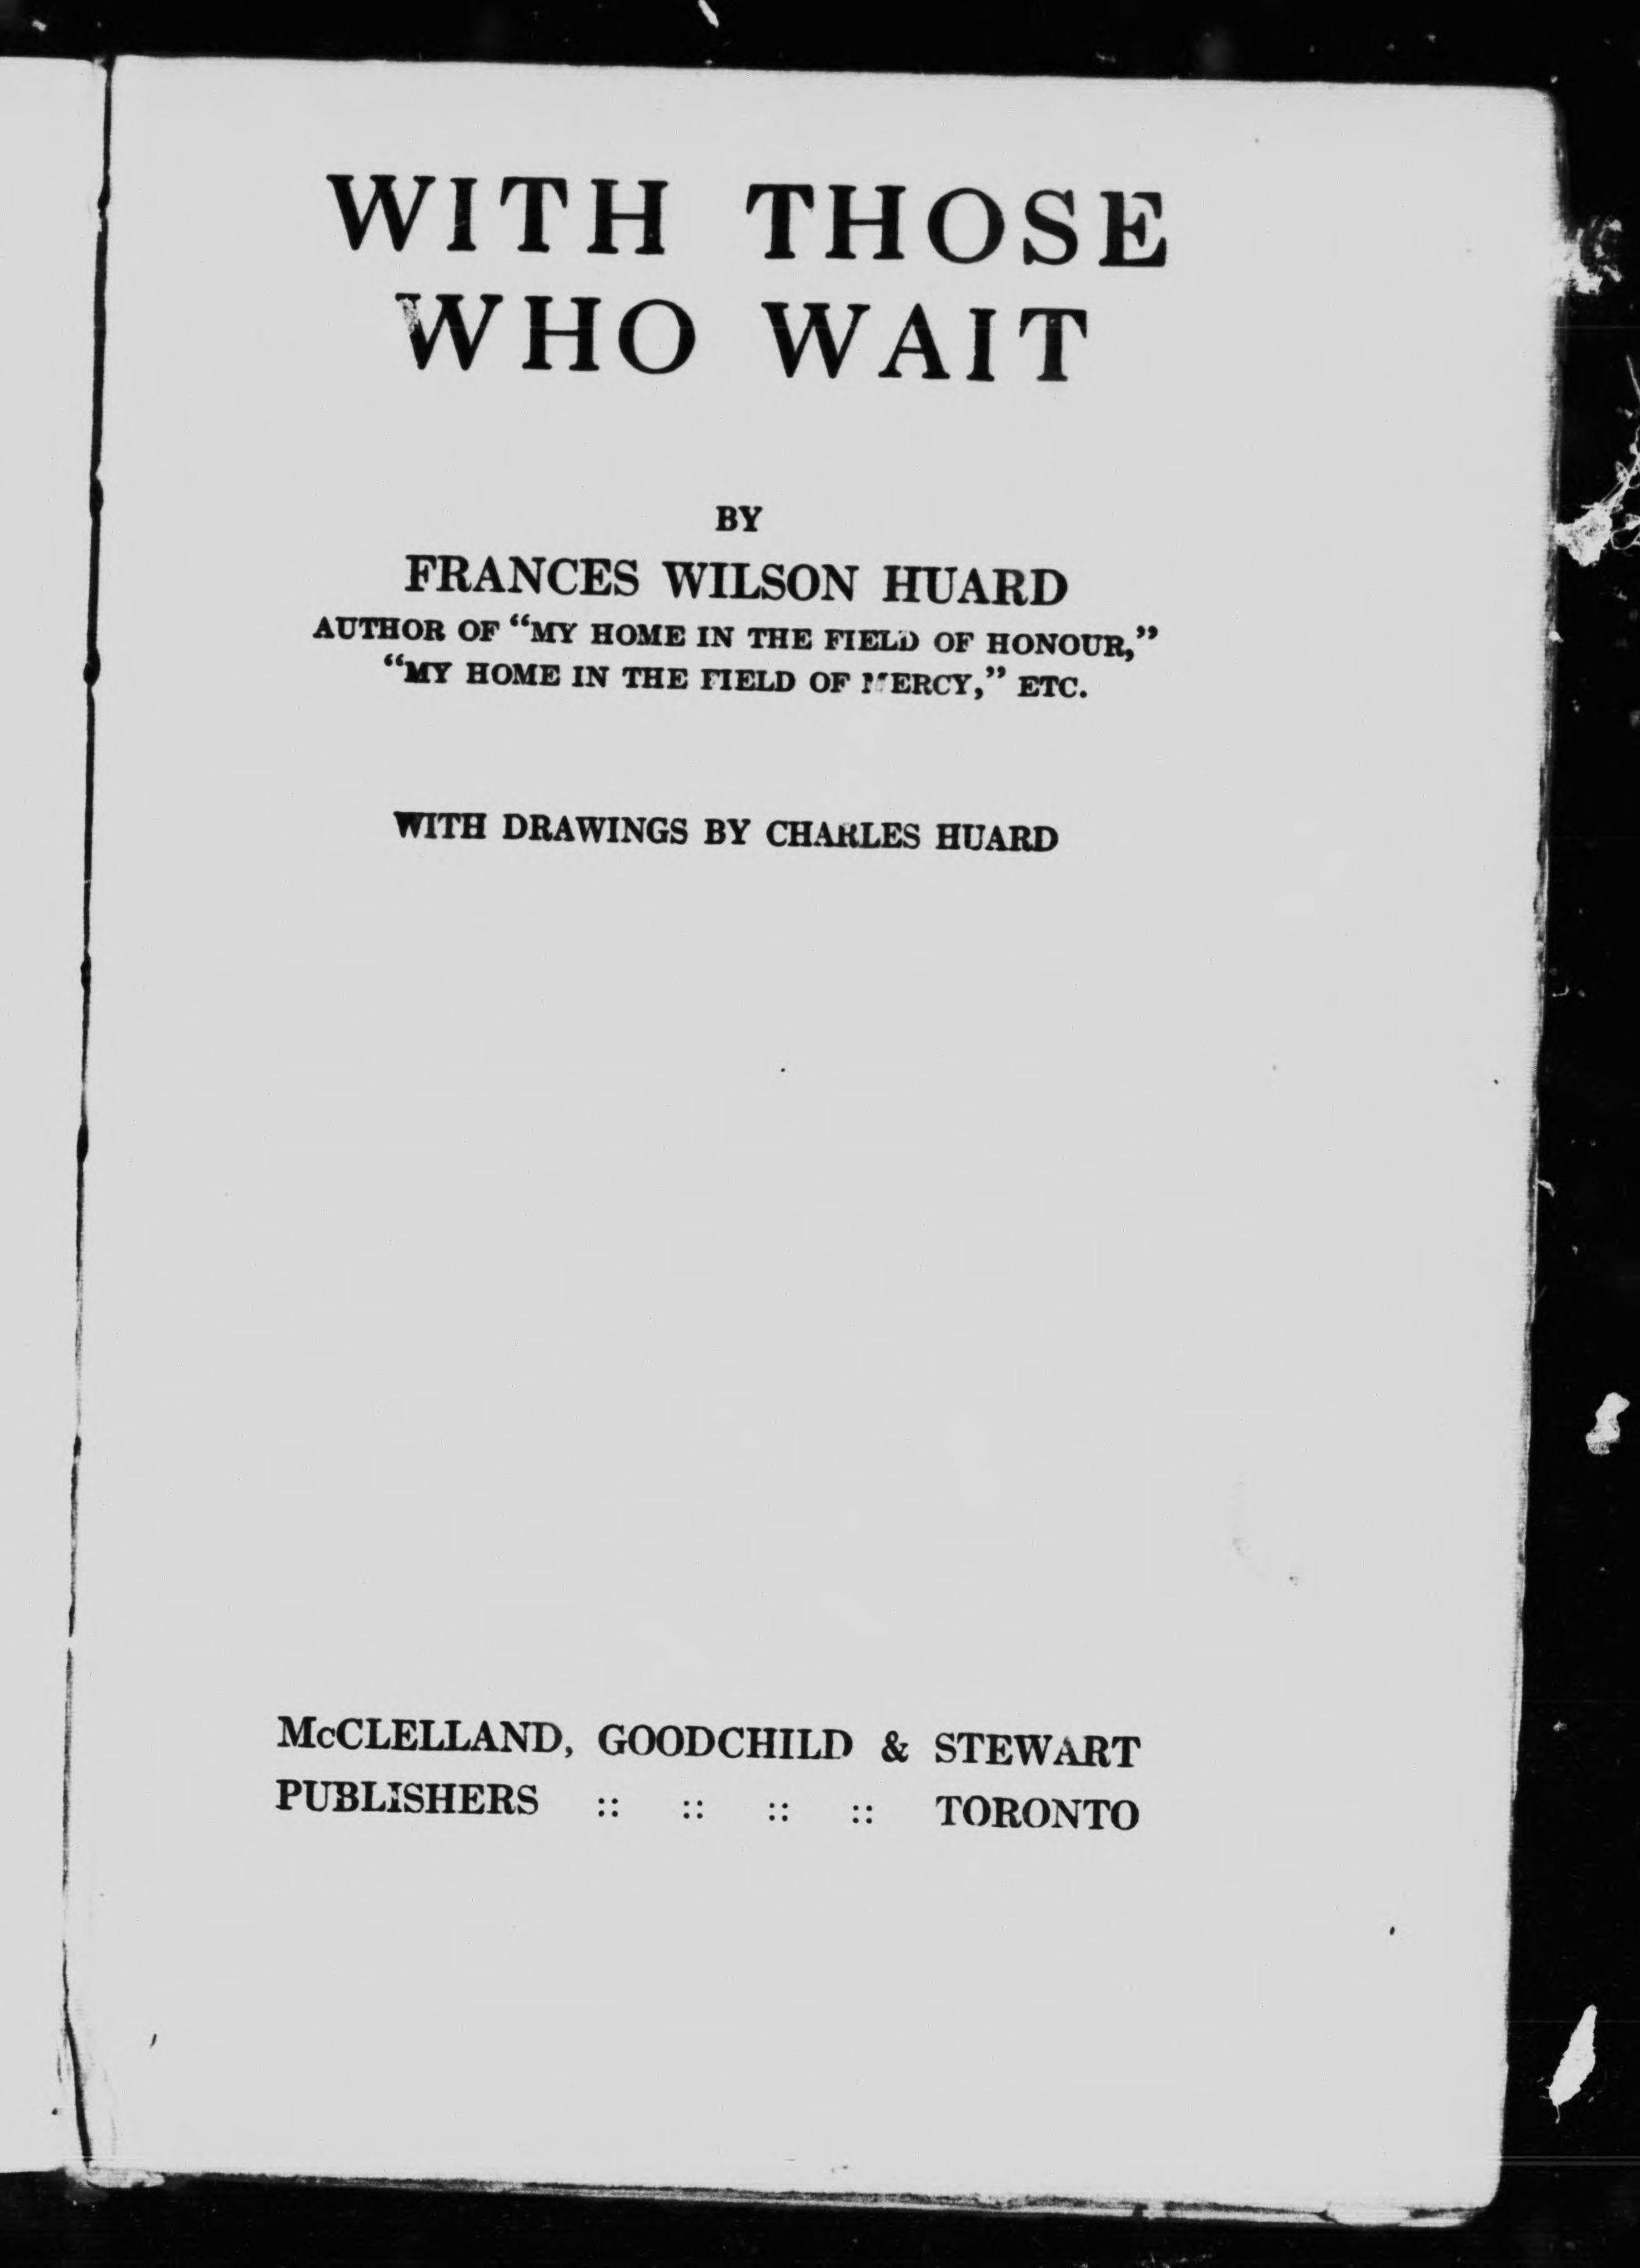 WITH THOSE
WHO WAIT
BY
FRANCES WILSON HUARD
AUTHOR OF “MY HOME IN THE FIELD OF HONOUR,”
“MY HOME IN THE FIELD OF MERCY,” ETC.
WITH DRAWINGS BY CHARLES HUARD
McCLELLAND, GOODCHILD & STEWART
PUBLISHERS :: :: :: :: TORONTO